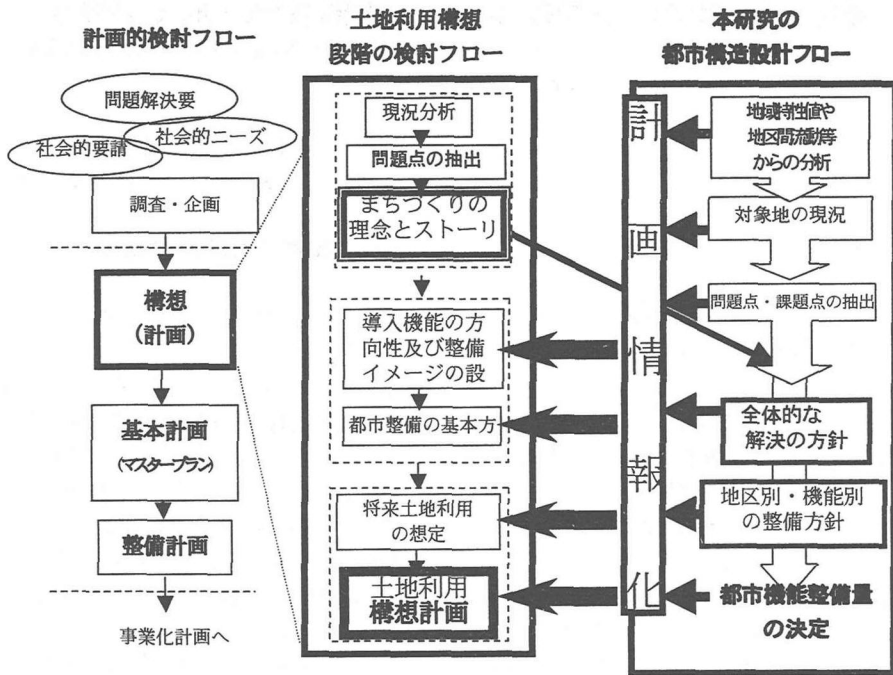 計画的検討フロー
問題解決要
社会的ニーズ
社会的要請
調査・企画
構想
（計画）
基本計画
（マスタープラン）
整備計画
事業化計画へ
土地利用構想
段階の検討フロー
現況分析
問題点の抽出
まちづくりの
理念とストーリ
導入機能の方
向性及び整備
イメージの設
都市整備の基本方
将来土地利用
の想定
土地利用
構想計画
本研究の
都市構造設計フロー
計
画
情
報
化
地域特性値や
地区間流動等
からの分析
対象地の現況
問題点・課題点の抽出
全体的な
解決の方針
地区別・機能別
の整備方針
都市機能整備量
の決定